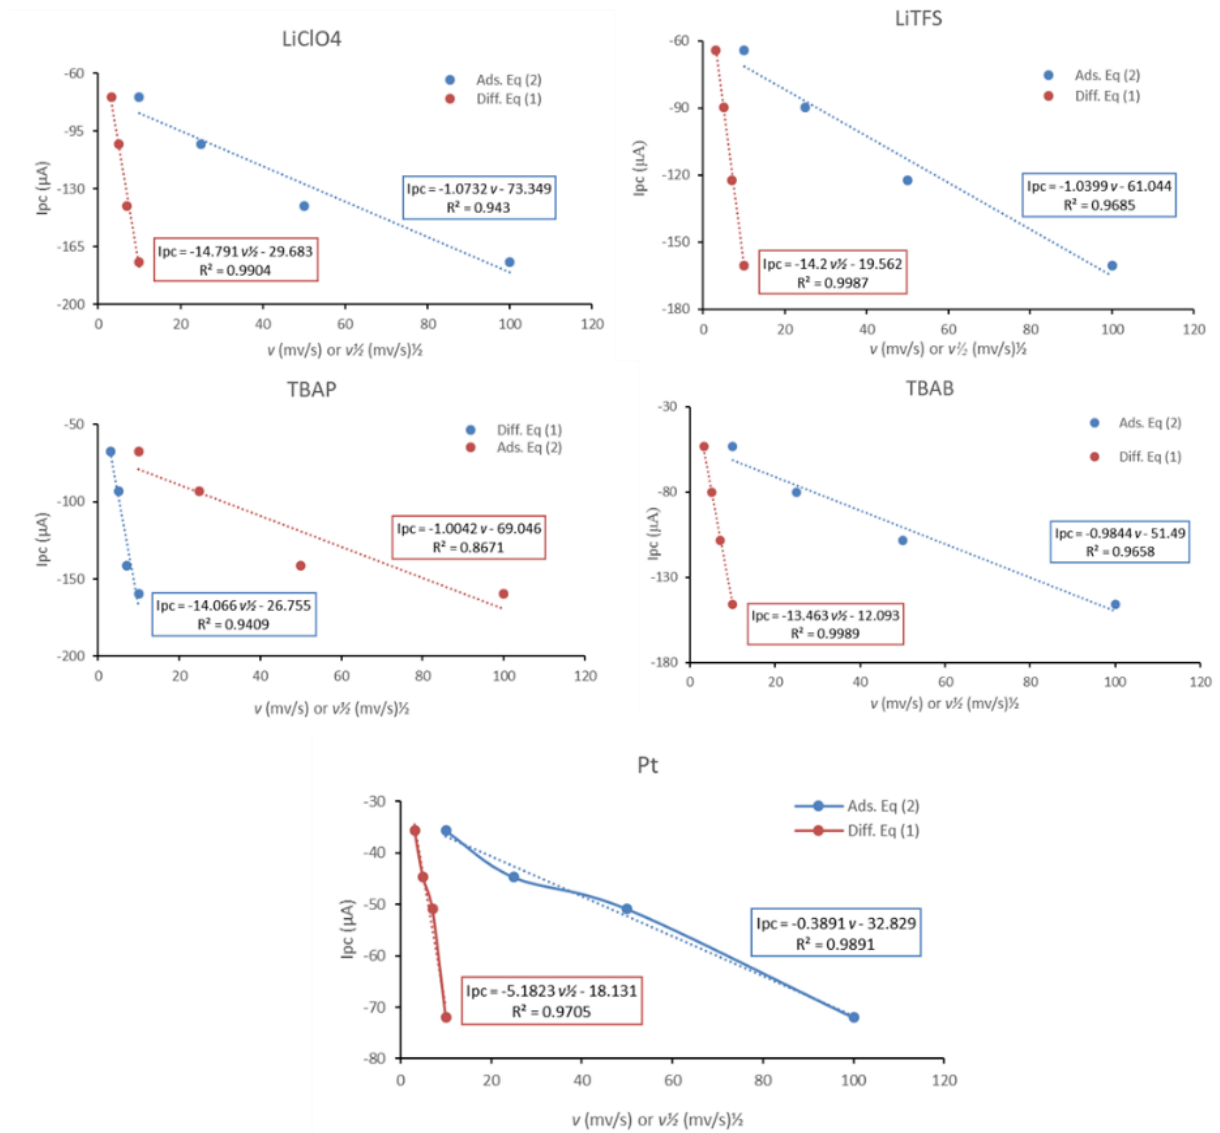 LiClO4
-60
-95
-130
-165
-200
Ipc (µA)
Ads. Eq (2)
Diff. Eq (1)
Ipc = -1.0732 v - 73.349
R² = 0.943
Ipc = -14.791 v½ - 29.683
R² = 0.9904
0 20 40 60 80 100 120
v (mv/s) or v½ (mv/s)½
LiTFS
-60
-90
-120
-150
-180
Ipc (µA)
Ads. Eq (2)
Diff. Eq (1)
Ipc = -1.0399 v - 61.044
R² = 0.9685
Ipc = -14.2 v½ - 19.562
R² = 0.9987
0 20 40 60 80 100 120
v (mv/s) or v½ (mv/s)½
TBAP
-50
-100
-150
-200
Ipc (µA)
Diff. Eq (1)
Ads. Eq (2)
Ipc = -1.0042 v - 69.046
R² = 0.8671
Ipc = -14.066 v½ - 26.755
R² = 0.9409
0 20 40 60 80 100 120
v (mv/s) or v½ (mv/s)½
TBAB
-30
-80
-130
-180
Ipc (µA)
Ads. Eq (2)
Diff. Eq (1)
Ipc = -0.9844 v - 51.49
R² = 0.9658
Ipc = -13.463 v½ - 12.093
R² = 0.9989
0 20 40 60 80 100 120
v (mv/s) or v½ (mv/s)½
Pt
-30
-40
-50
-60
-70
-80
Ipc (µA)
Ads. Eq (2)
Diff. Eq (1)
Ipc = -0.3891 v - 32.829
R² = 0.9891
Ipc = -5.1823 v½ - 18.131
R² = 0.9705
0 20 40 60 80 100 120
v (mv/s) or v½ (mv/s)½